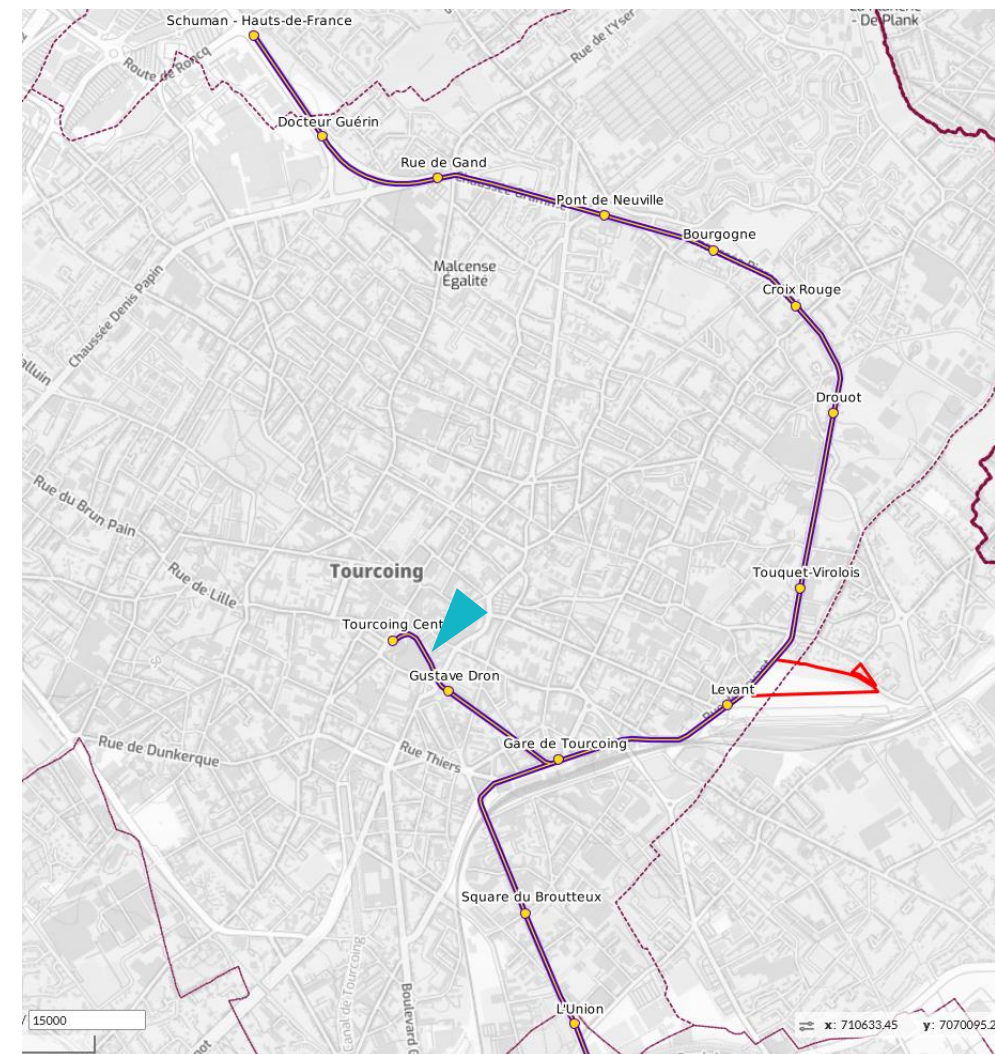 Schuman - Hauts-de-France
- De Plank
Rue de l'Yser
Route de Roncq
Docteur Guérin
Rue de Gand
Pont de Neuville
Bourgogne
Malcense
Égalité
Croix Rouge
Chaussée Denis Papin
Drouot
Rue du Brun Pain
Tourcoing
Touquet-Virolois
Rue de Lille
Tourcoing Cent
Gustave Dron
Levant
Rue de Dunkerque
Rue Thiers
Gare de Tourcoing
Square du Broutteux
Canal de Tourcoing
Boulevard
L'Union
/ 15000
x: 710633.45 y: 7070095.2